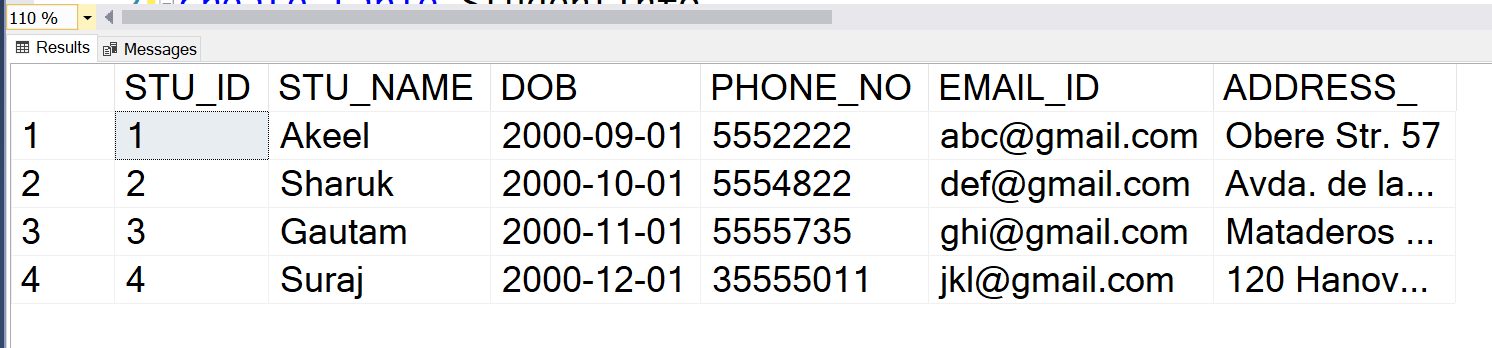 110 %
Results Messages
STU_ID STU_NAME DOB PHONE_NO EMAIL_ID ADDRESS_
1 1 Akeel 2000-09-01 5552222 abc@gmail.com Obere Str. 57
2 2 Sharuk 2000-10-01 5554822 def@gmail.com Avda. de la...
3 3 Gautam 2000-11-01 5555735 ghi@gmail.com Mataderos ...
4 4 Suraj 2000-12-01 35555011 jkl@gmail.com 120 Hanov...